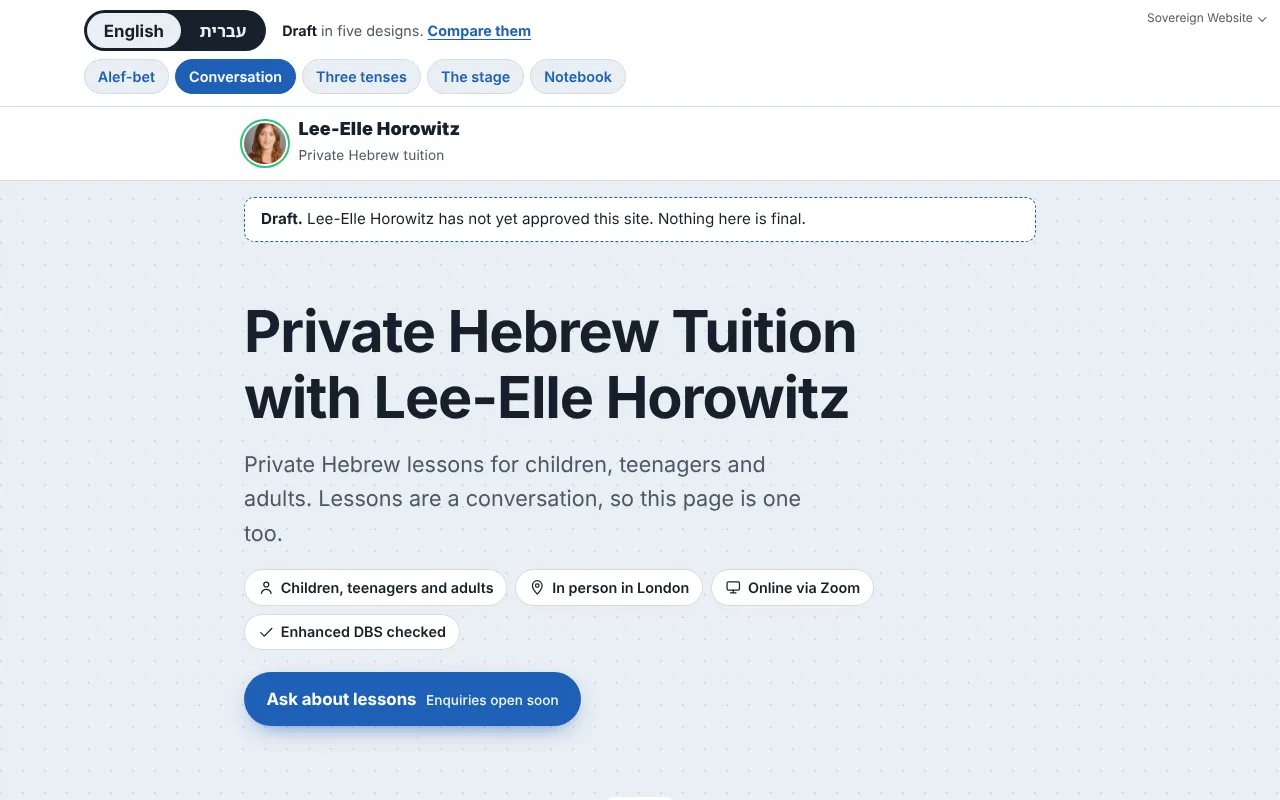 English עברית Draft in five designs. Compare them
Sovereign Website
Alef-bet Conversation Three tenses The stage Notebook
Lee-Elle Horowitz
Private Hebrew tuition
Draft. Lee-Elle Horowitz has not yet approved this site. Nothing here is final.
Private Hebrew Tuition
with Lee-Elle Horowitz
Private Hebrew lessons for children, teenagers and
adults. Lessons are a conversation, so this page is one
too.
Children, teenagers and adults In person in London Online via Zoom
Enhanced DBS checked
Ask about lessons Enquiries open soon